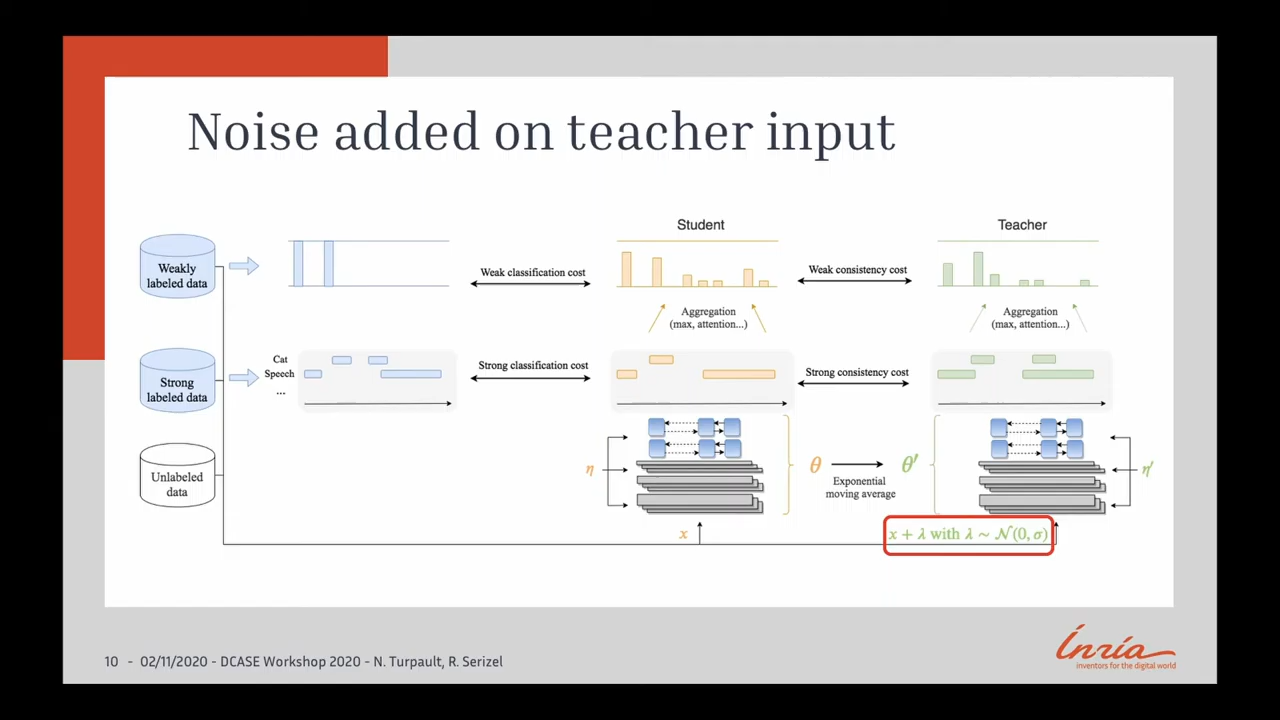 Noise added on teacher input
Student
Teacher
Weakly
labeled data
Weak classification cost
Weak consistency cost
Aggregation
(max, attention...)
Aggregation
(max, attention...)
Strong
labeled data
Cat
Speech
...
Strong classification cost
Strong consistency cost
Unlabeled
data
η
θ
θ′
η′
Exponential
moving average
x
x + λ with λ ~ 𝒩(0, σ)
10 - 02/11/2020 - DCASE Workshop 2020 - N. Turpault, R. Serizel
Inria
inventors for the digital world